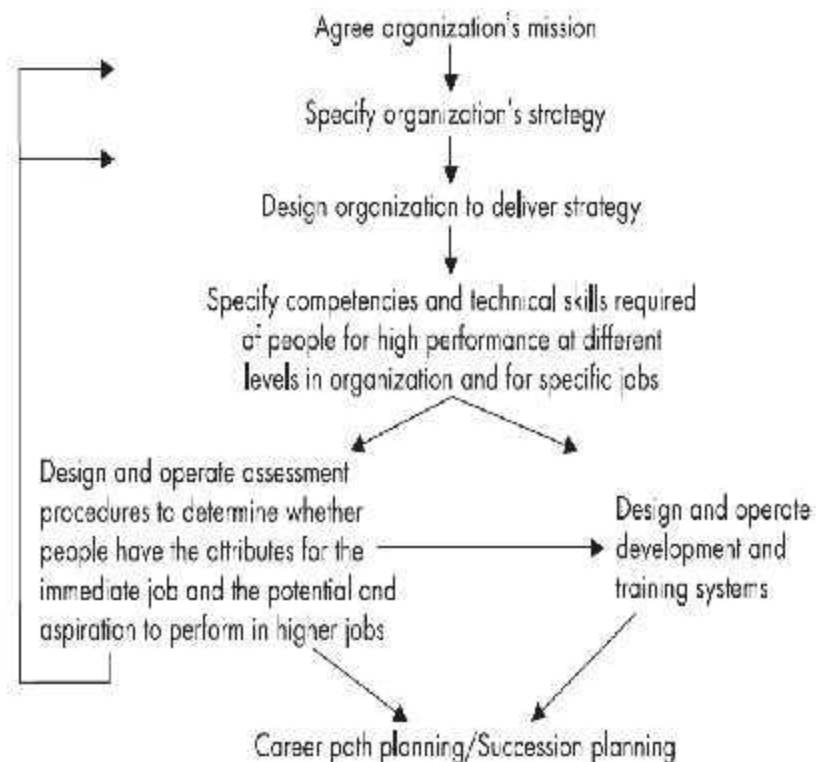 Agree organization's mission
Specify organization's strategy
Design organization to deliver strategy
Specify competencies and technical skills required
of people for high performance at different
levels in organization and for specific jobs
Design and operate assessment
procedures to determine whether
people have the attributes for the
immediate job and the potential and
aspiration to perform in higher jobs
Design and operate
development and
training systems
Career path planning/Succession planning